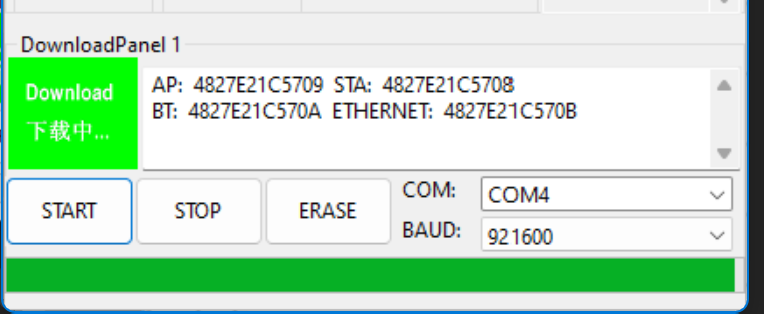 DownloadPanel 1
Download
下载中...
AP: 4827E21C5709 STA: 4827E21C5708
BT: 4827E21C570A ETHERNET: 4827E21C570B
START
STOP
ERASE
COM:
COM4
BAUD:
921600